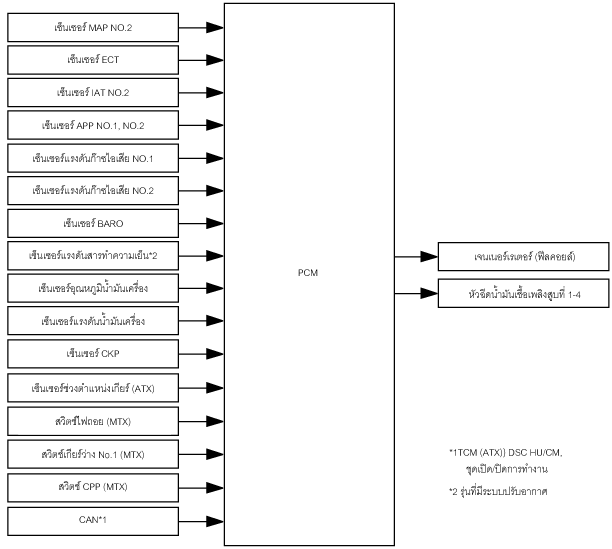 เซ็นเซอร์ MAP NO.2
เซ็นเซอร์ ECT
เซ็นเซอร์ IAT NO.2
เซ็นเซอร์ APP NO.1, NO.2
เซ็นเซอร์แรงดันก๊าซไอเสีย NO.1
เซ็นเซอร์แรงดันก๊าซไอเสีย NO.2
เซ็นเซอร์ BARO
เซ็นเซอร์แรงดันสารทำความเย็น*2
เซ็นเซอร์อุณหภูมิน้ำมันเครื่อง
เซ็นเซอร์แรงดันน้ำมันเครื่อง
เซ็นเซอร์ CKP
เซ็นเซอร์ช่วงตำแหน่งเกียร์ (ATX)
สวิตช์ไฟถอย (MTX)
สวิตช์เกียร์ว่าง No.1 (MTX)
สวิตช์ CPP (MTX)
CAN*1
PCM
เจนเนอร์เรเตอร์ (ฟิลคอยล์)
หัวฉีดน้ำมันเชื้อเพลิงสูบที่ 1-4
*1TCM (ATX)) DSC HU/CM,
ชุดเปิด/ปิดการทำงาน
*2 รุ่นที่มีระบบปรับอากาศ